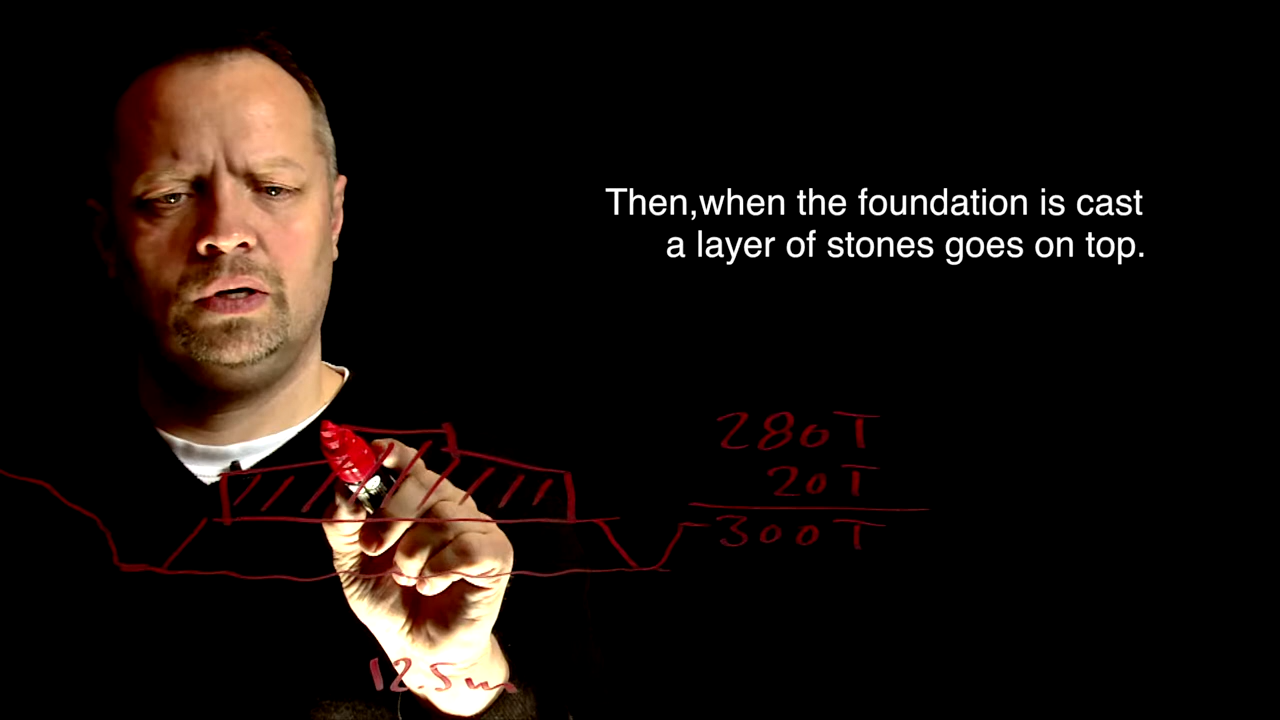 Then,when the foundation is cast
a layer of stones goes on top.
280T
20T
300T
12.5m